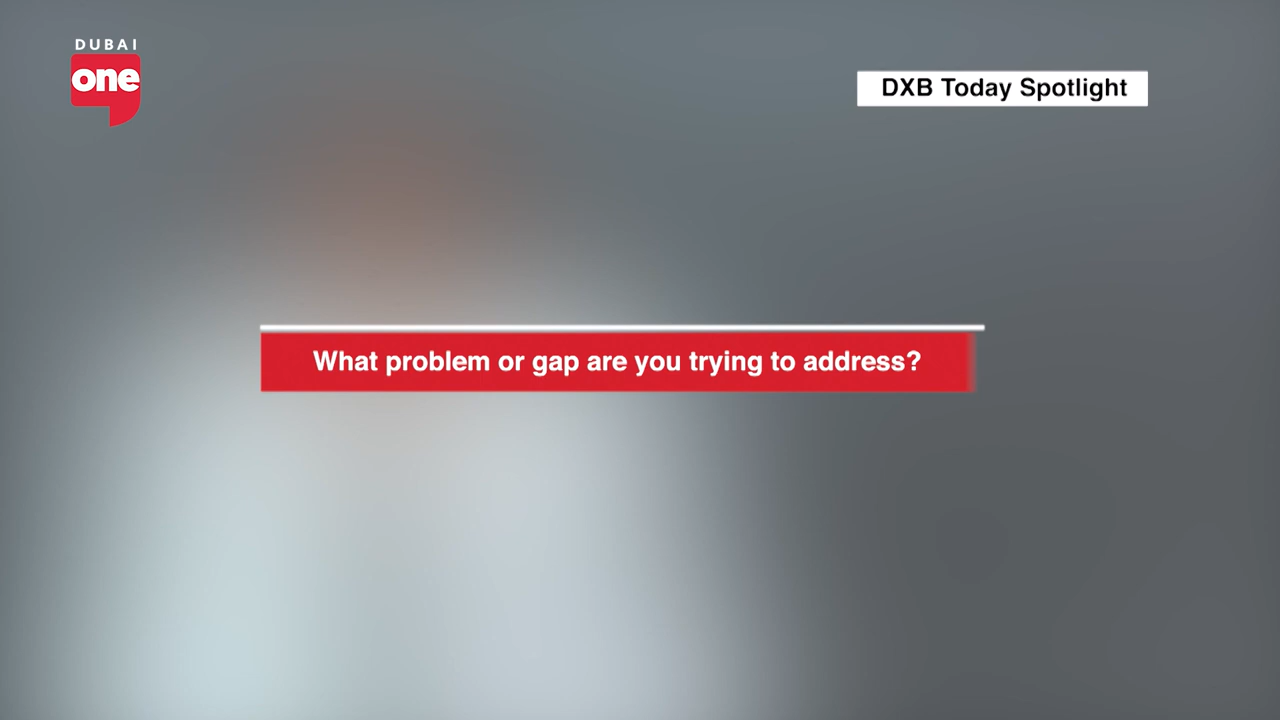 DUBAI
one
DXB Today Spotlight
What problem or gap are you trying to address?